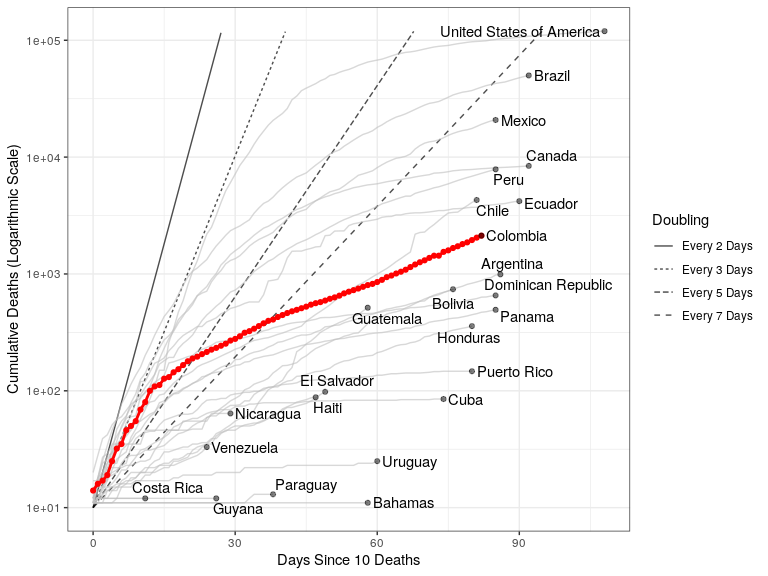 United States of America
1e+05
Brazil
Mexico
1e+04
Canada
Peru
Chile
Ecuador
Colombia
Argentina
1e+03
Dominican Republic
Bolivia
Guatemala
Panama
Honduras
El Salvador
Puerto Rico
1e+02
Haiti
Cuba
Nicaragua
Venezuela
Uruguay
Costa Rica
Paraguay
1e+01
Guyana
Bahamas
0
30
60
90
Days Since 10 Deaths
Cumulative Deaths (Logarithmic Scale)
Doubling
Every 2 Days
Every 3 Days
Every 5 Days
Every 7 Days